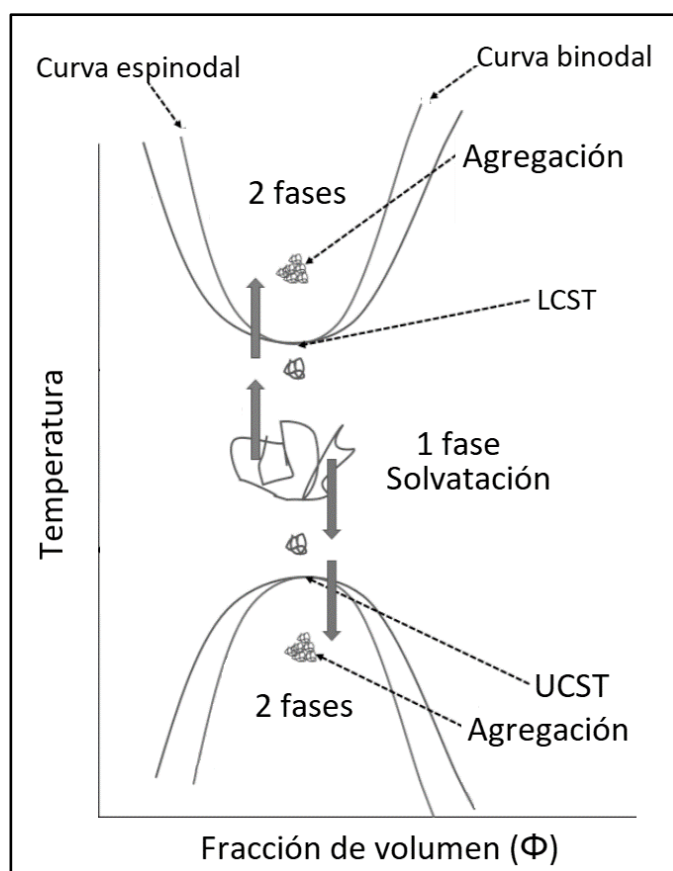 Curva espinodal
Curva binodal
Agregación
2 fases
LCST
Temperatura
1 fase
Solvatación
UCST
2 fases
Agregación
Fracción de volumen (Φ)